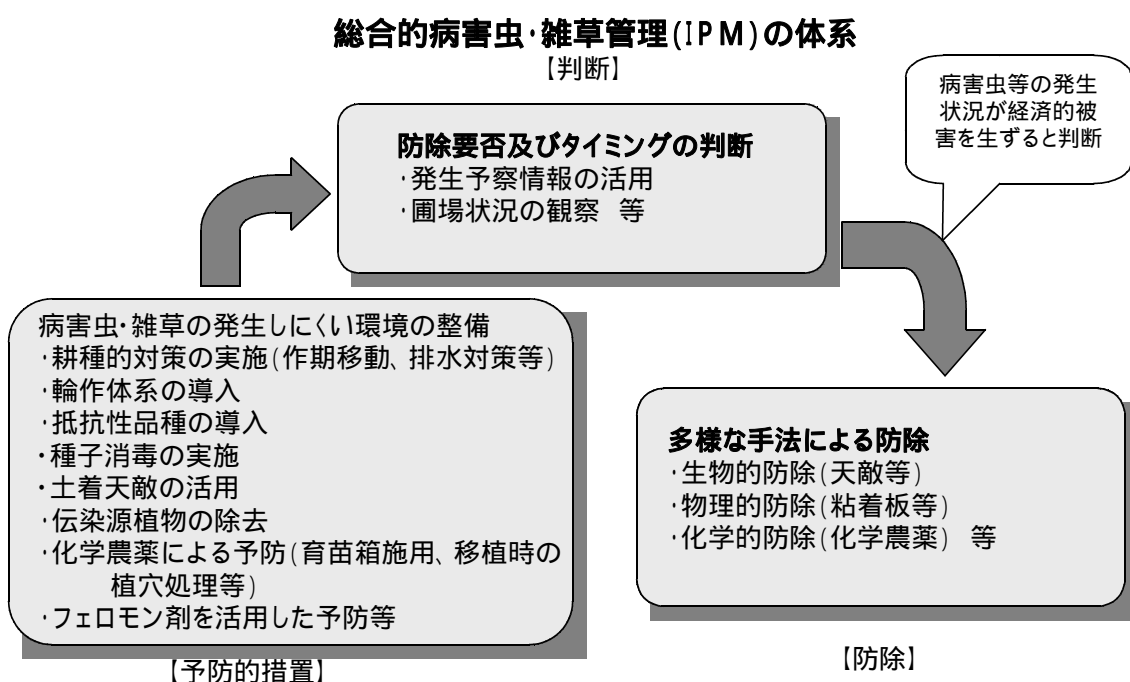 総合的病害虫・雑草管理(IPM)の体系
【判断】
病害虫等の発生
状況が経済的被
害を生ずると判断
防除要否及びタイミングの判断
・発生予察情報の活用
・圃場状況の観察 等
病害虫・雑草の発生しにくい環境の整備
・耕種的対策の実施(作期移動、排水対策等)
・輪作体系の導入
・抵抗性品種の導入
・種子消毒の実施
・土着天敵の活用
・伝染源植物の除去
・化学農薬による予防(育苗箱施用、移植時の
植穴処理等)
・フェロモン剤を活用した予防等
【予防的措置】
多様な手法による防除
・生物的防除(天敵等)
・物理的防除(粘着板等)
・化学的防除(化学農薬) 等
【防除】